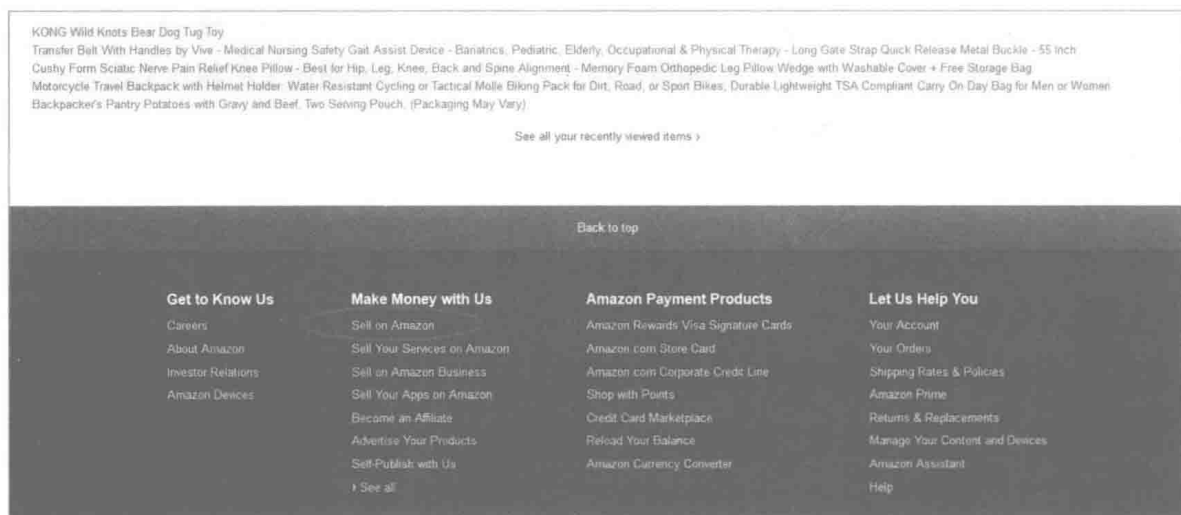 KONG Wild Knots Bear Dog Tug Toy
Transfer Belt With Handles by Vive - Medical Nursing Safety Gait Assist Device - Bariatrics, Pediatric, Elderly, Occupational & Physical Therapy - Long Gate Strap Quick Release Metal Buckle - 55 Inch
Cushy Form Sciatic Nerve Pain Relief Knee Pillow - Best for Hip, Leg, Knee, Back and Spine Alignment - Memory Foam Orthopedic Leg Pillow Wedge with Washable Cover + Free Storage Bag
Motorcycle Travel Backpack with Helmet Holder: Water Resistant Cycling or Tactical Molle Biking Pack for Dirt, Road, or Sport Bikes, Durable Lightweight TSA Compliant Carry On Day Bag for Men or Women
Backpacker's Pantry Potatoes with Gravy and Beef, Two Serving Pouch, (Packaging May Vary)
See all your recently viewed items ›
Back to top
Get to Know Us
Careers
About Amazon
Investor Relations
Amazon Devices
Make Money with Us
Sell on Amazon
Sell Your Services on Amazon
Sell on Amazon Business
Sell Your Apps on Amazon
Become an Affiliate
Advertise Your Products
Self-Publish with Us
› See all
Amazon Payment Products
Amazon Rewards Visa Signature Cards
Amazon.com Store Card
Amazon.com Corporate Credit Line
Shop with Points
Credit Card Marketplace
Reload Your Balance
Amazon Currency Converter
Let Us Help You
Your Account
Your Orders
Shipping Rates & Policies
Amazon Prime
Returns & Replacements
Manage Your Content and Devices
Amazon Assistant
Help